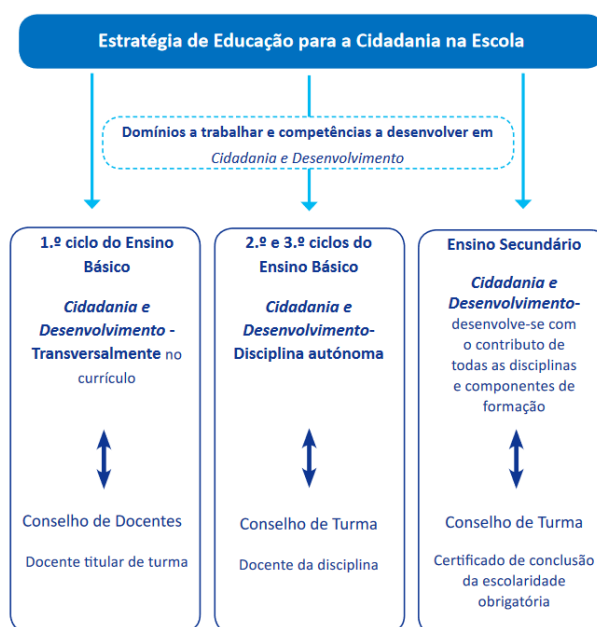 Estratégia de Educação para a Cidadania na Escola
Domínios a trabalhar e competências a desenvolver em
Cidadania e Desenvolvimento
1.º ciclo do Ensino
Básico
Cidadania e
Desenvolvimento -
Transversalmente no
currículo
Conselho de Docentes
Docente titular de turma
2.º e 3.º ciclos do
Ensino Básico
Cidadania e
Desenvolvimento-
Disciplina autónoma
Conselho de Turma
Docente da disciplina
Ensino Secundário
Cidadania e
Desenvolvimento-
desenvolve-se com
o contributo de
todas as disciplinas
e componentes de
formação
Conselho de Turma
Certificado de conclusão
da escolaridade
obrigatória